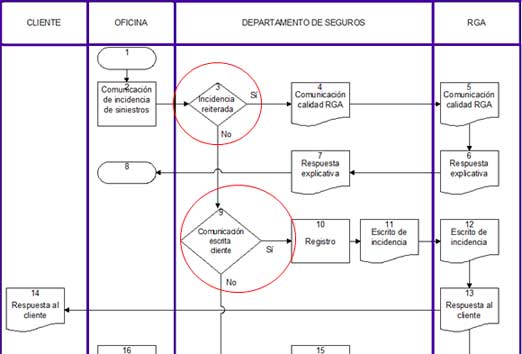 CLIENTE
OFICINA
DEPARTAMENTO DE SEGUROS
RGA
1
2
Comunicación
de incidencia
de siniestros
3
Incidencia
reiterada
Sí
No
4
Comunicación
calidad RGA
5
Comunicación
calidad RGA
8
7
Respuesta
explicativa
6
Respuesta
explicativa
9
Comunicación
escrita
cliente
Sí
No
10
Registro
11
Escrito de
incidencia
12
Escrito de
incidencia
14
Respuesta al
cliente
13
Respuesta al
cliente
16
15